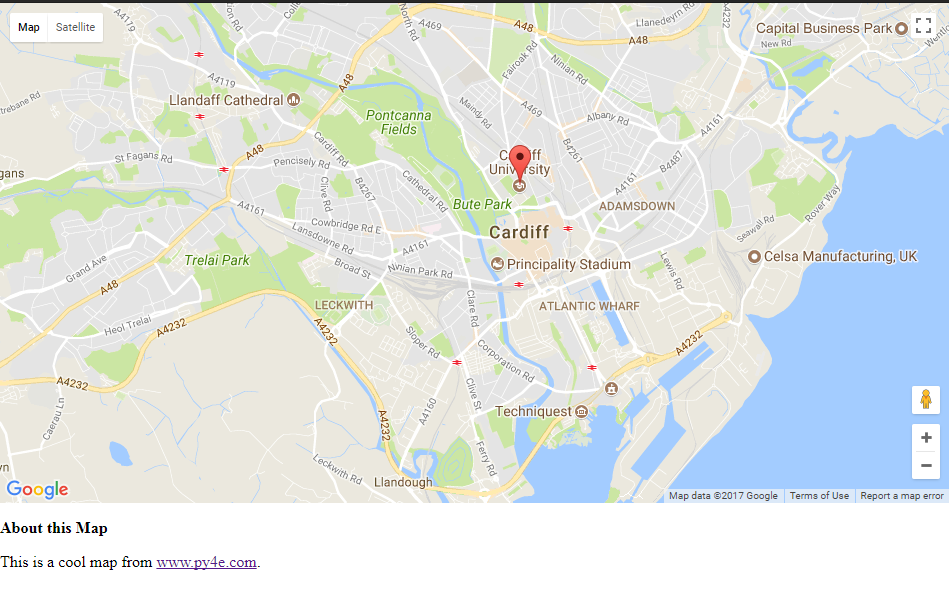 Map Satellite
A4119
North Rd
A48
A48
Llanedeyrn Rd
A4232
Capital Business Park
New Rd
Fairoak Rd
Ninian Rd
A48
A4119
Llandaff Cathedral
Pontcanna
Fields
Maindy Rd
A469
Albany Rd
A4161
St Fagans Rd
A48
Cardiff Rd
Pencisely Rd
Cardiff
University
B4261
B4487
Clive Rd
B4267
Cathedral Rd
A4161
Rover Way
A4161
Bute Park
ADAMSDOWN
Cowbridge Rd E
Lansdowne Rd
Cardiff
Seawall Rd
A4161
Trelai Park
Broad St
Ninian Park Rd
Principality Stadium
Celsa Manufacturing, UK
Grand Ave
Lewis Rd
A48
LECKWITH
Clare Rd
ATLANTIC WHARF
Heol Trelai
A4232
A4232
Sloper Rd
Corporation Rd
A4232
A4232
Clive St
Caerau Ln
A4160
Techniquest
A4232
Ferry Rd
Leckwith Rd
Llandough
Google
Map data ©2017 Google Terms of Use Report a map error
About this Map
This is a cool map from www.py4e.com.